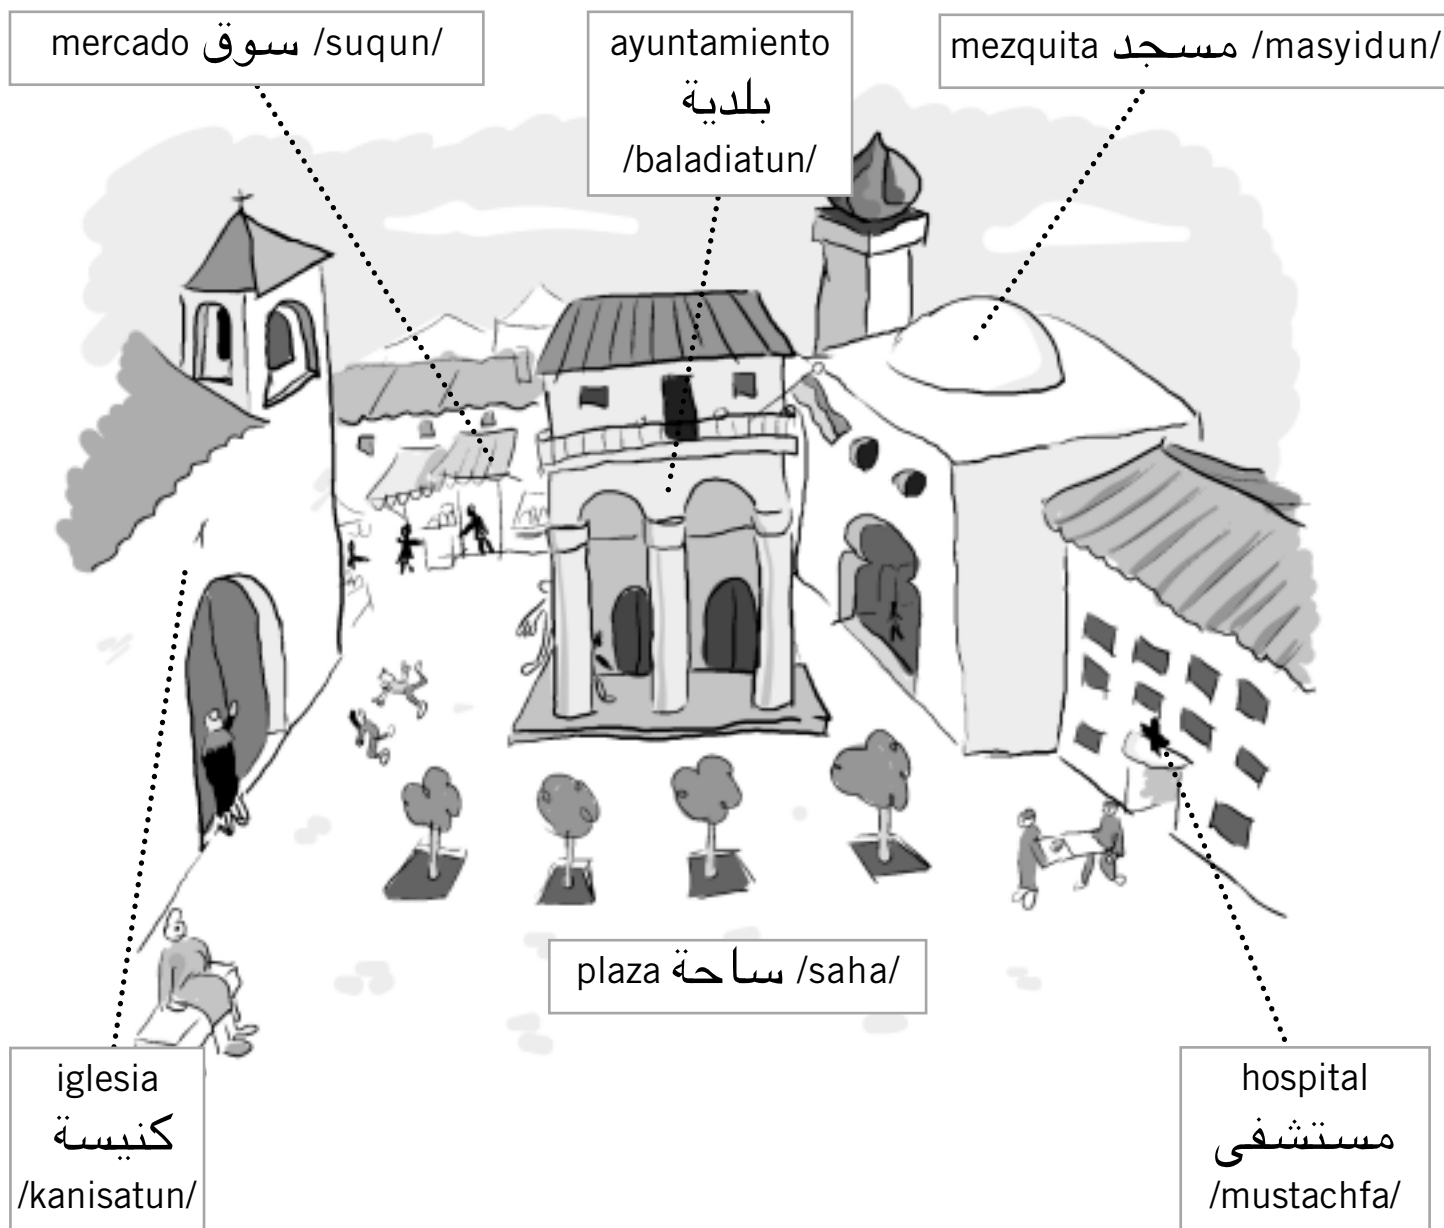 mercado سوق /suqun/
ayuntamiento
بلدية
/baladiatun/
mezquita مسجد /masyidun/
plaza ساحة /saha/
iglesia
كنيسة
/kanisatun/
hospital
مستشفى
/mustachfa/